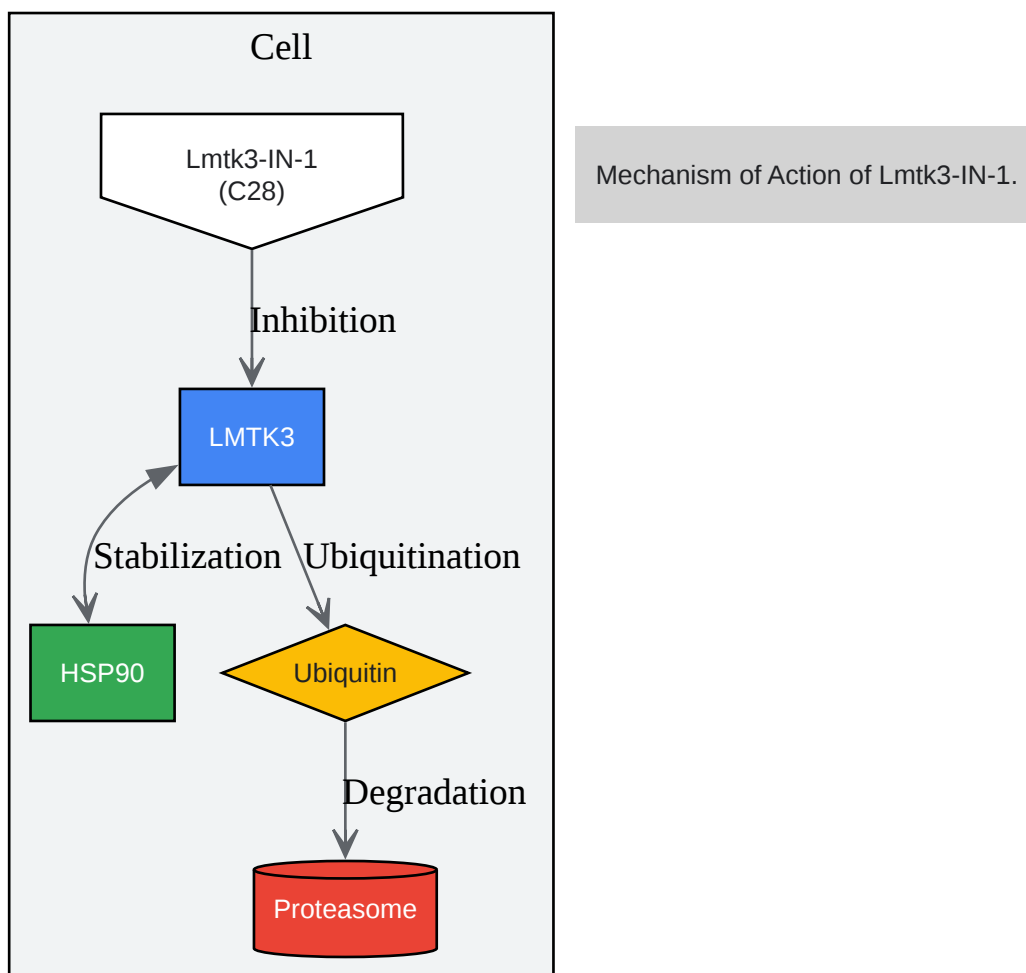 Cell
Lmtk3-IN-1
(C28)
Mechanism of Action of Lmtk3-IN-1.
Inhibition
LMTK3
Stabilization
Ubiquitination
HSP90
Ubiquitin
Degradation
Proteasome